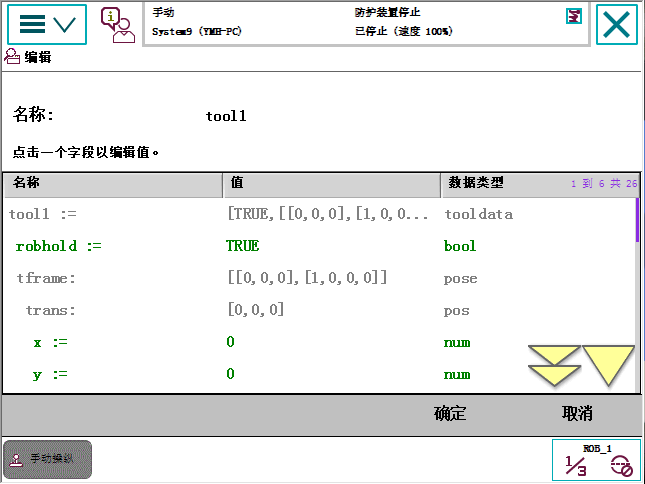 手动 防护装置停止
System9 (YMH-PC) 已停止 (速度 100%)
编辑
名称: tool1
点击一个字段以编辑值。
名称 值 数据类型 1 到 6 共 26
tool1 := [TRUE,[[0,0,0],[1,0,0... tooldata
robhold := TRUE bool
tframe: [[0,0,0],[1,0,0,0]] pose
trans: [0,0,0] pos
x := 0 num
y := 0 num
确定 取消
手动操纵 ROB_1
1/3